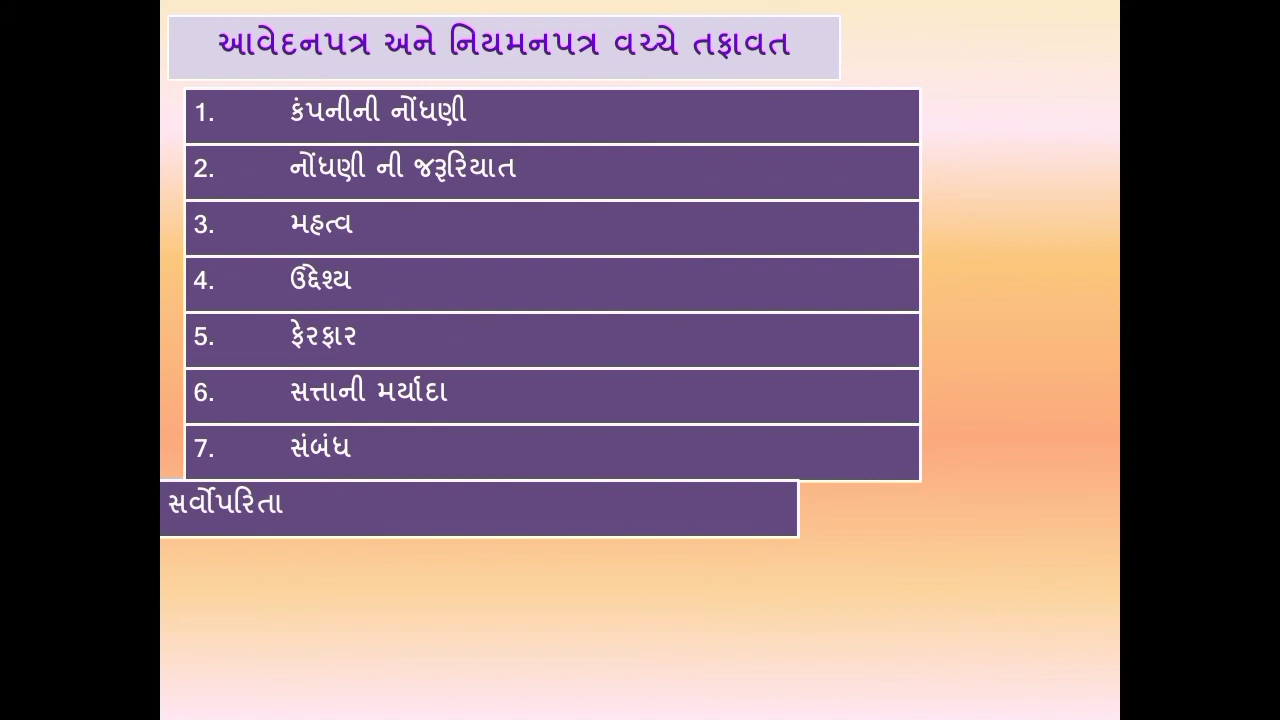 આવેદનપત્ર અને નિયમનપત્ર વચ્ચે તફાવત
1. કંપનીની નોંધણી
2. નોંધણી ની જરૂરિયાત
3. મહત્વ
4. ઉદ્દેશ્ય
5. ફેરફાર
6. સત્તાની મર્યાદા
7. સંબંધ
સર્વોપરિતા